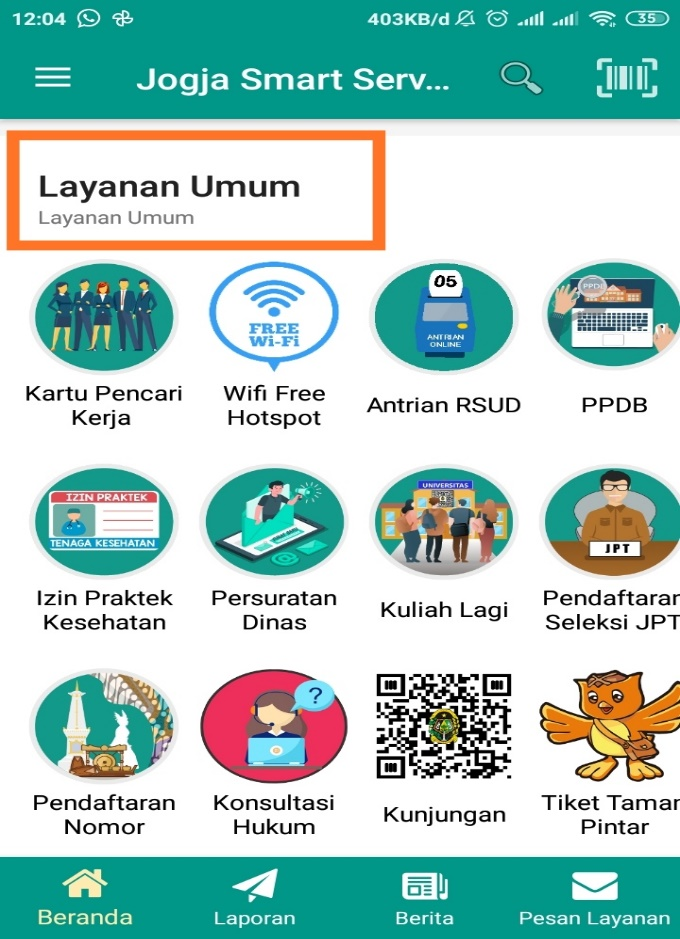 12:04
403KB/d
35
Jogja Smart Serv...
Layanan Umum
Layanan Umum
FREE
Wi-Fi
05
ANTRIAN
ONLINE
PPDB
Kartu Pencari
Kerja
Wifi Free
Hotspot
Antrian RSUD
PPDB
IZIN PRAKTEK
TENAGA KESEHATAN
UNIVERSITAS
JPT
Izin Praktek
Kesehatan
Persuratan
Dinas
Kuliah Lagi
Pendaftaran
Seleksi JPT
?
Pendaftaran
Nomor
Konsultasi
Hukum
Kunjungan
Tiket Taman
Pintar
Beranda
Laporan
Berita
Pesan Layanan